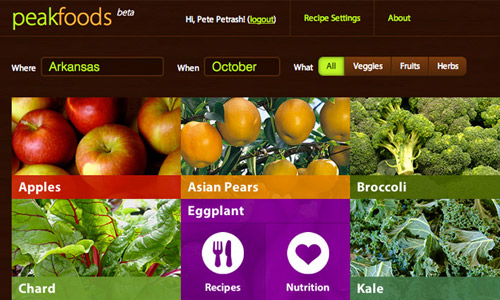 peakfoods beta
Hi, Pete Petrash! (logout) Recipe Settings About
Where Arkansas When October What All Veggies Fruits Herbs
Apples Asian Pears Broccoli
Eggplant
Recipes Nutrition
Chard Kale